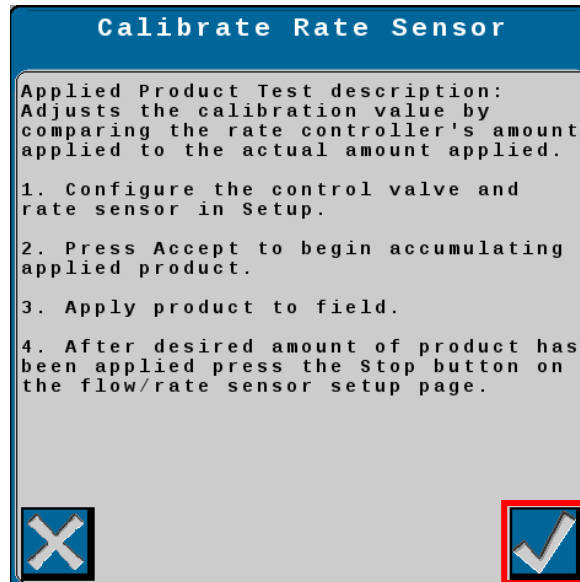 Calibrate Rate Sensor
Applied Product Test description:
Adjusts the calibration value by
comparing the rate controller's amount
applied to the actual amount applied.
1. Configure the control valve and
rate sensor in Setup.
2. Press Accept to begin accumulating
applied product.
3. Apply product to field.
4. After desired amount of product has
been applied press the Stop button on
the flow/rate sensor setup page.